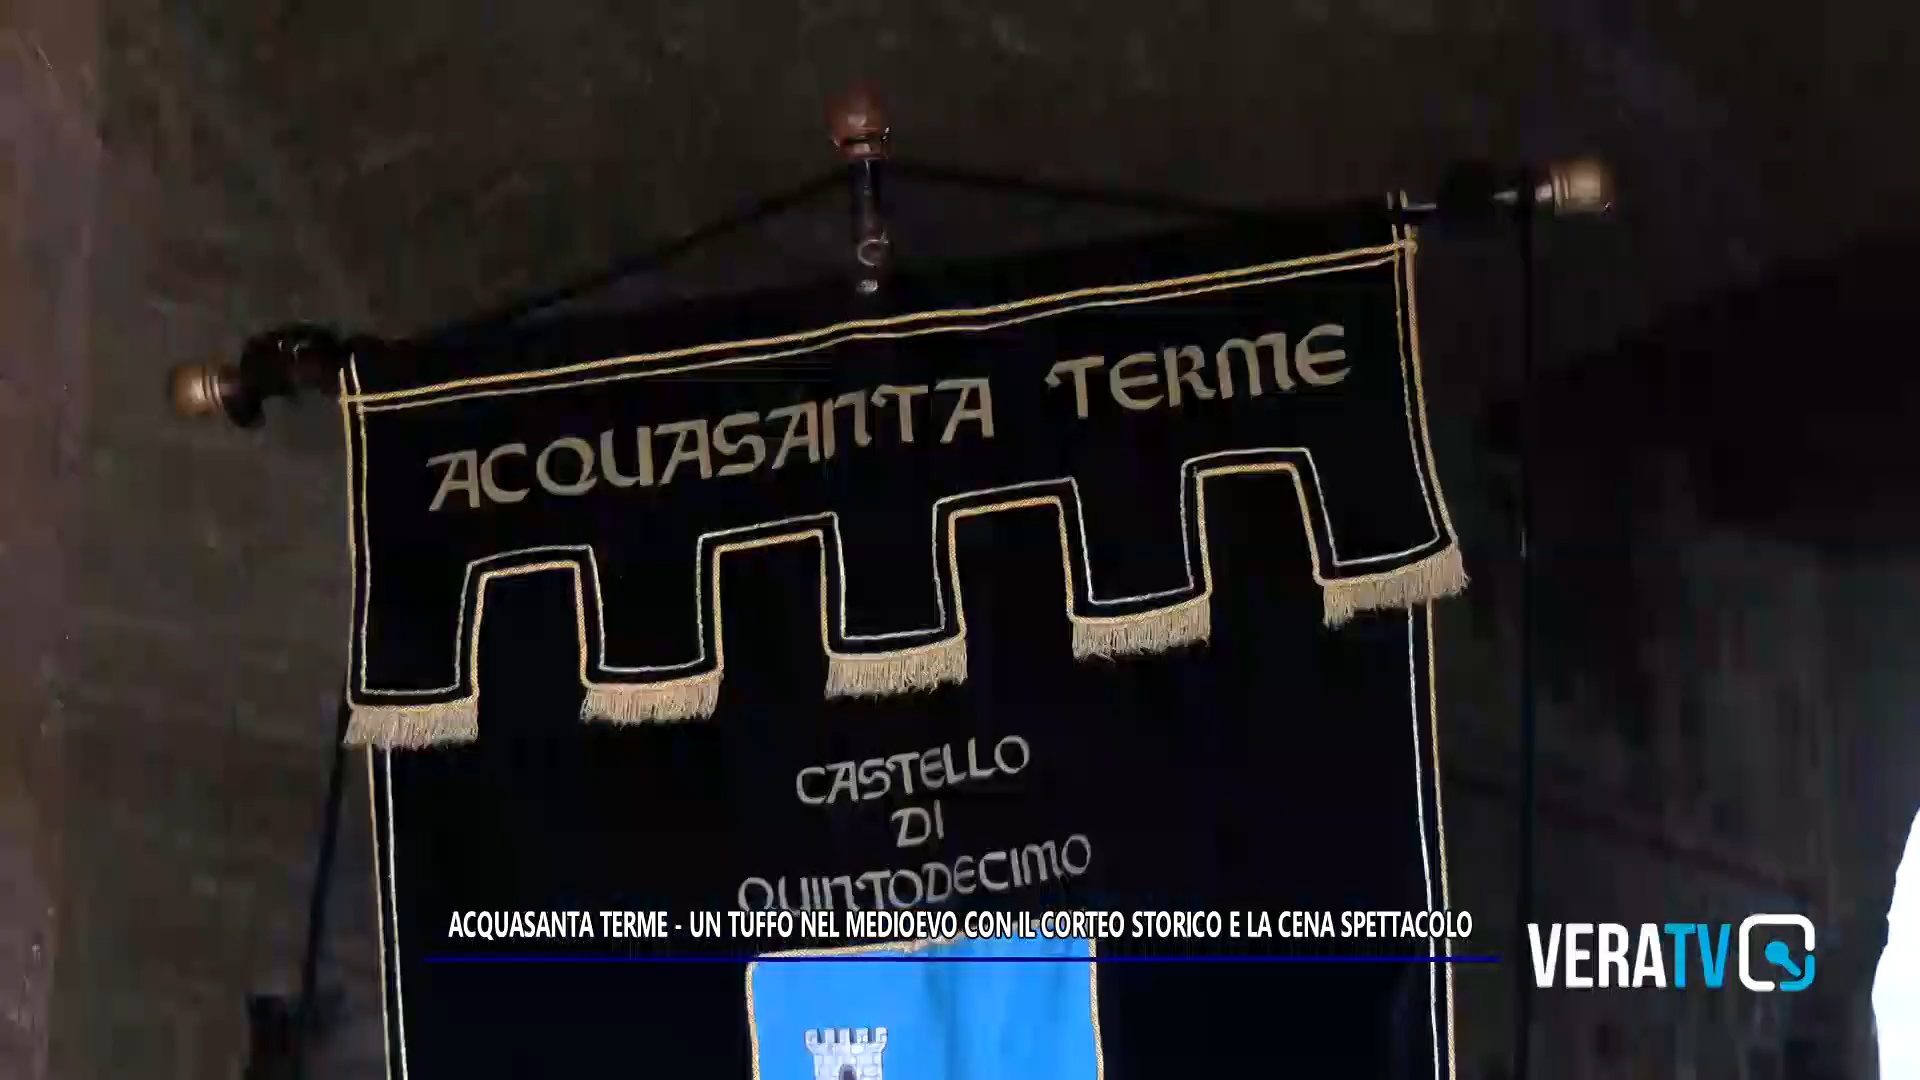 ACQUASANTA TERME
CASTELLO
DI
QUINTODECIMO
ACQUASANTA TERME - UN TUFFO NEL MEDIOEVO CON IL CORTEO STORICO E LA CENA SPETTACOLO
VERATV